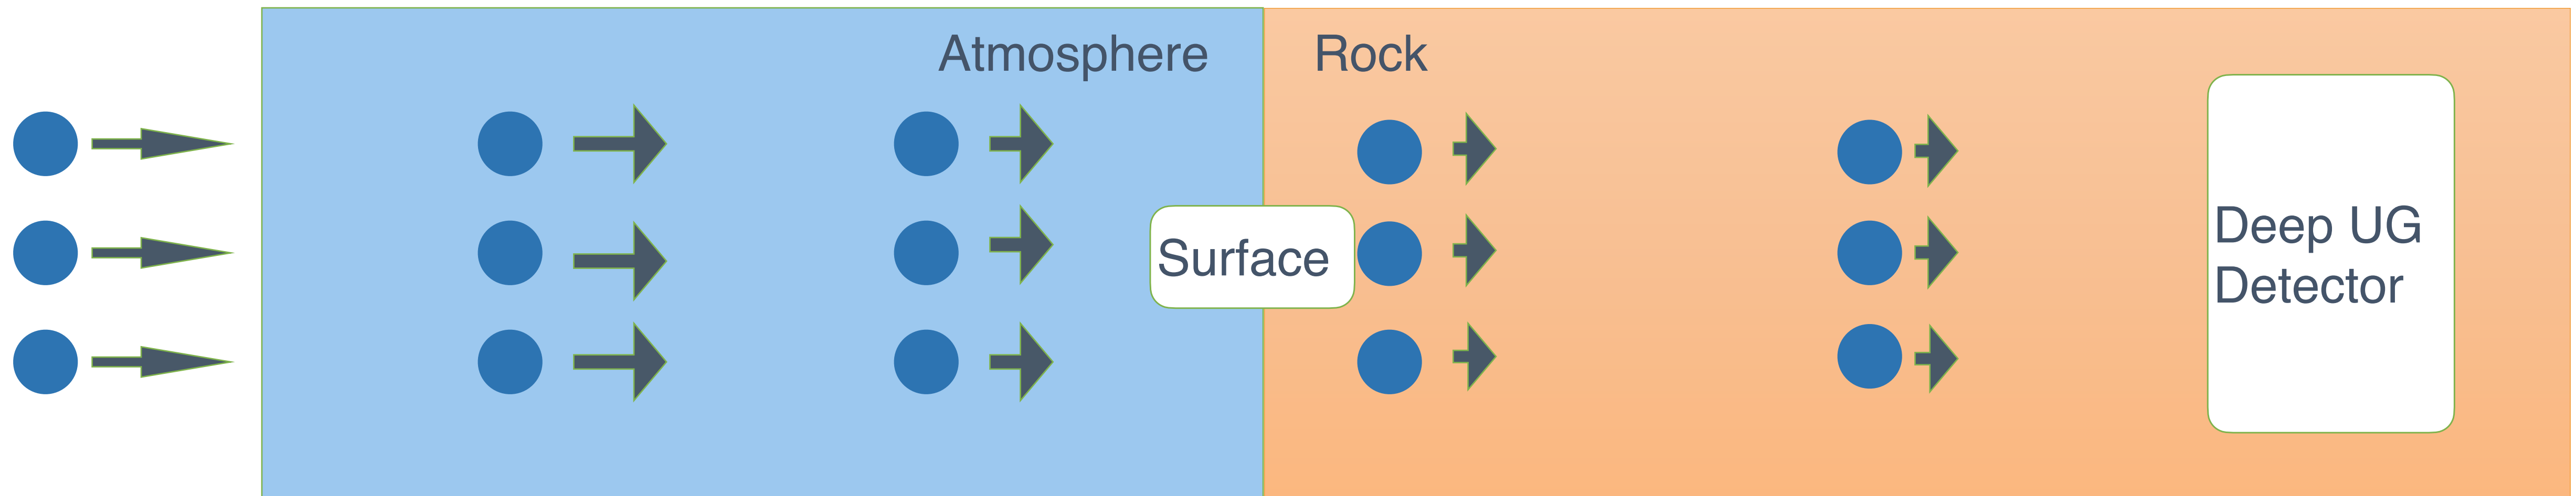 Atmosphere
Rock
Surface
Deep UG
Detector